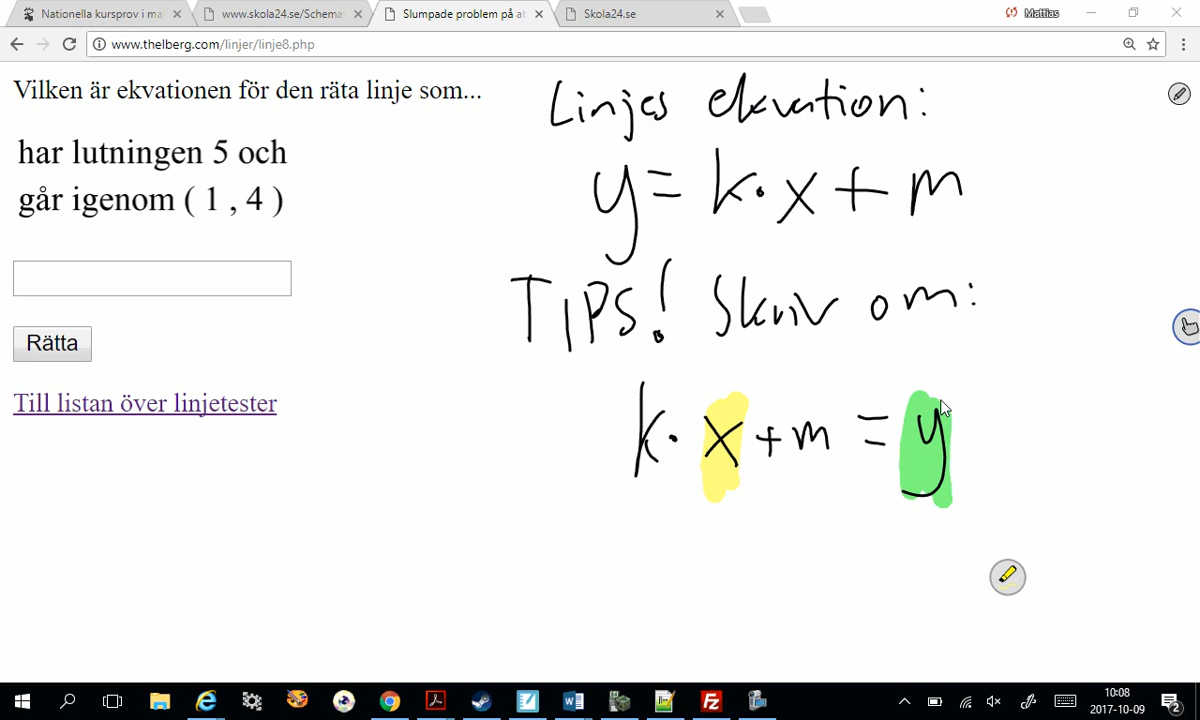 Nationella kursprov i ma
www.skola24.se/Schema
Slumpade problem på at
Skola24.se
Mattias
www.thelberg.com/linjer/linje8.php
Vilken är ekvationen för den räta linje som...
har lutningen 5 och
går igenom ( 1 , 4 )
Rätta
Till listan över linjetester
Linjes ekvation:
y = k · x + m
TIPS! Skriv om:
k · x + m = y
10:08
2017-10-09
2